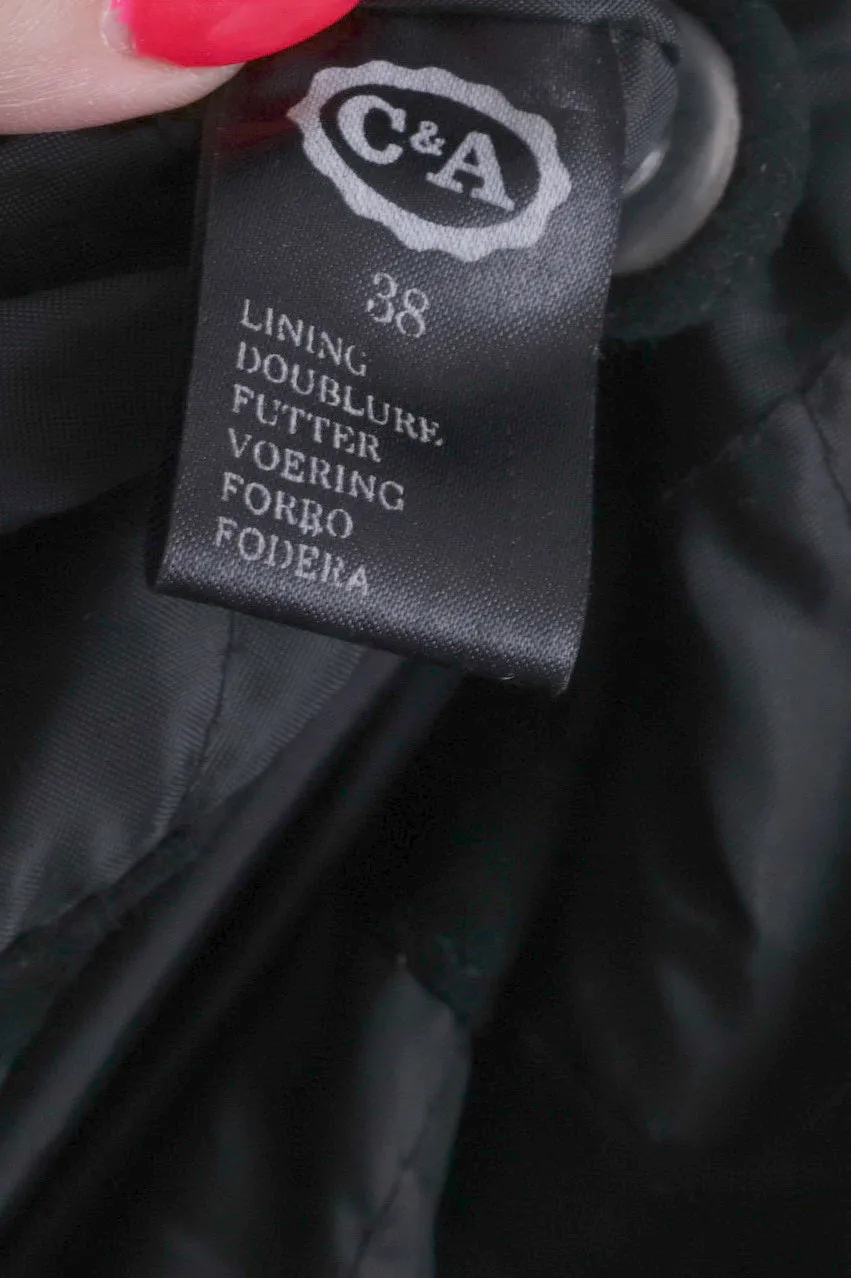 C&A
38
LINING
DOUBLURE
FUTTER
VOERING
FORRO
FODERA